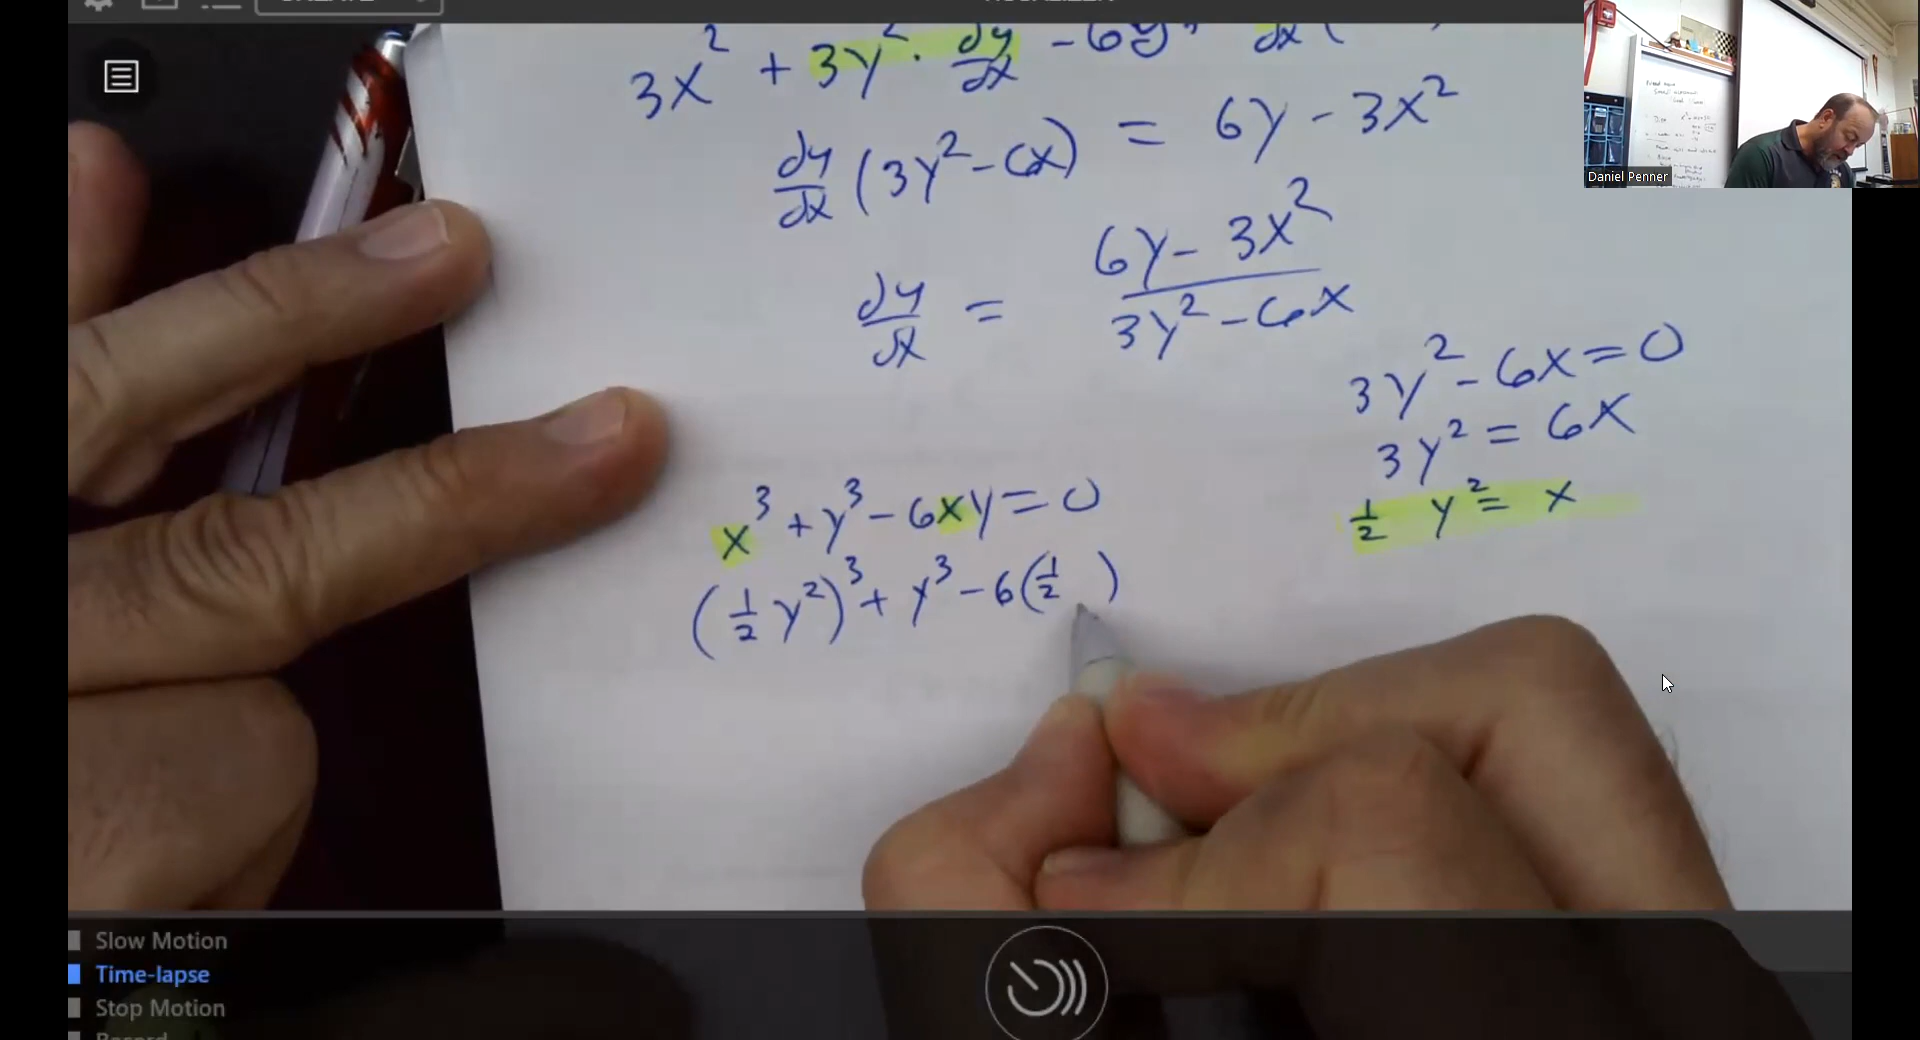 3x² + 3y² · dy/dx - 6y
dy/dx (3y² - 6x) = 6y - 3x²
dy/dx = (6y - 3x²)/(3y² - 6x)
3y² - 6x = 0
3y² = 6x
1/2 y² = x
x³ + y³ - 6xy = 0
(1/2 y²)³ + y³ - 6(1/2 )
Daniel Penner
Slow Motion
Time-lapse
Stop Motion
Record